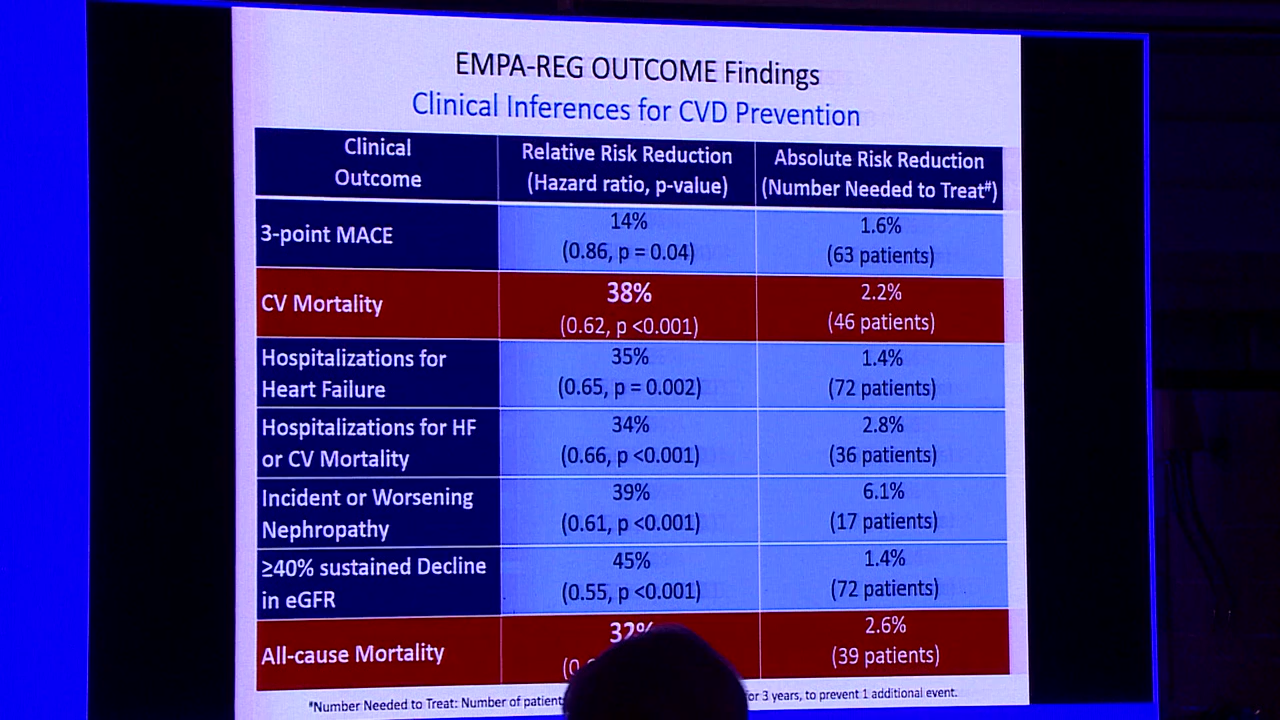 EMPA-REG OUTCOME Findings
Clinical Inferences for CVD Prevention
Clinical Outcome
Relative Risk Reduction (Hazard ratio, p-value)
Absolute Risk Reduction (Number Needed to Treat#)
3-point MACE
14%
(0.86, p = 0.04)
1.6%
(63 patients)
CV Mortality
38%
(0.62, p <0.001)
2.2%
(46 patients)
Hospitalizations for
Heart Failure
35%
(0.65, p = 0.002)
1.4%
(72 patients)
Hospitalizations for HF
or CV Mortality
34%
(0.66, p <0.001)
2.8%
(36 patients)
Incident or Worsening
Nephropathy
39%
(0.61, p <0.001)
6.1%
(17 patients)
≥40% sustained Decline
in eGFR
45%
(0.55, p <0.001)
1.4%
(72 patients)
All-cause Mortality
32%
2.6%
(39 patients)
#Number Needed to Treat: Number of for 3 years, to prevent 1 additional event.